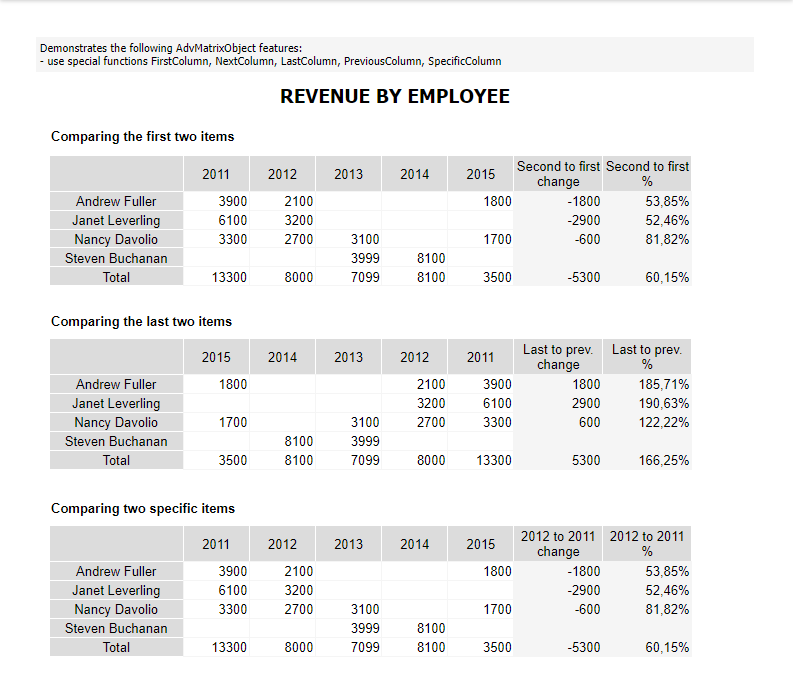 Demonstrates the following AdvMatrixObject features:
- use special functions FirstColumn, NextColumn, LastColumn, PreviousColumn, SpecificColumn
REVENUE BY EMPLOYEE
Comparing the first two items
2011 2012 2013 2014 2015 Second to first change Second to first %
Andrew Fuller 3900 2100 1800 -1800 53,85%
Janet Leverling 6100 3200 -2900 52,46%
Nancy Davolio 3300 2700 3100 1700 -600 81,82%
Steven Buchanan 3999 8100
Total 13300 8000 7099 8100 3500 -5300 60,15%
Comparing the last two items
2015 2014 2013 2012 2011 Last to prev. change Last to prev. %
Andrew Fuller 1800 2100 3900 1800 185,71%
Janet Leverling 3200 6100 2900 190,63%
Nancy Davolio 1700 3100 2700 3300 600 122,22%
Steven Buchanan 8100 3999
Total 3500 8100 7099 8000 13300 5300 166,25%
Comparing two specific items
2011 2012 2013 2014 2015 2012 to 2011 change 2012 to 2011 %
Andrew Fuller 3900 2100 1800 -1800 53,85%
Janet Leverling 6100 3200 -2900 52,46%
Nancy Davolio 3300 2700 3100 1700 -600 81,82%
Steven Buchanan 3999 8100
Total 13300 8000 7099 8100 3500 -5300 60,15%